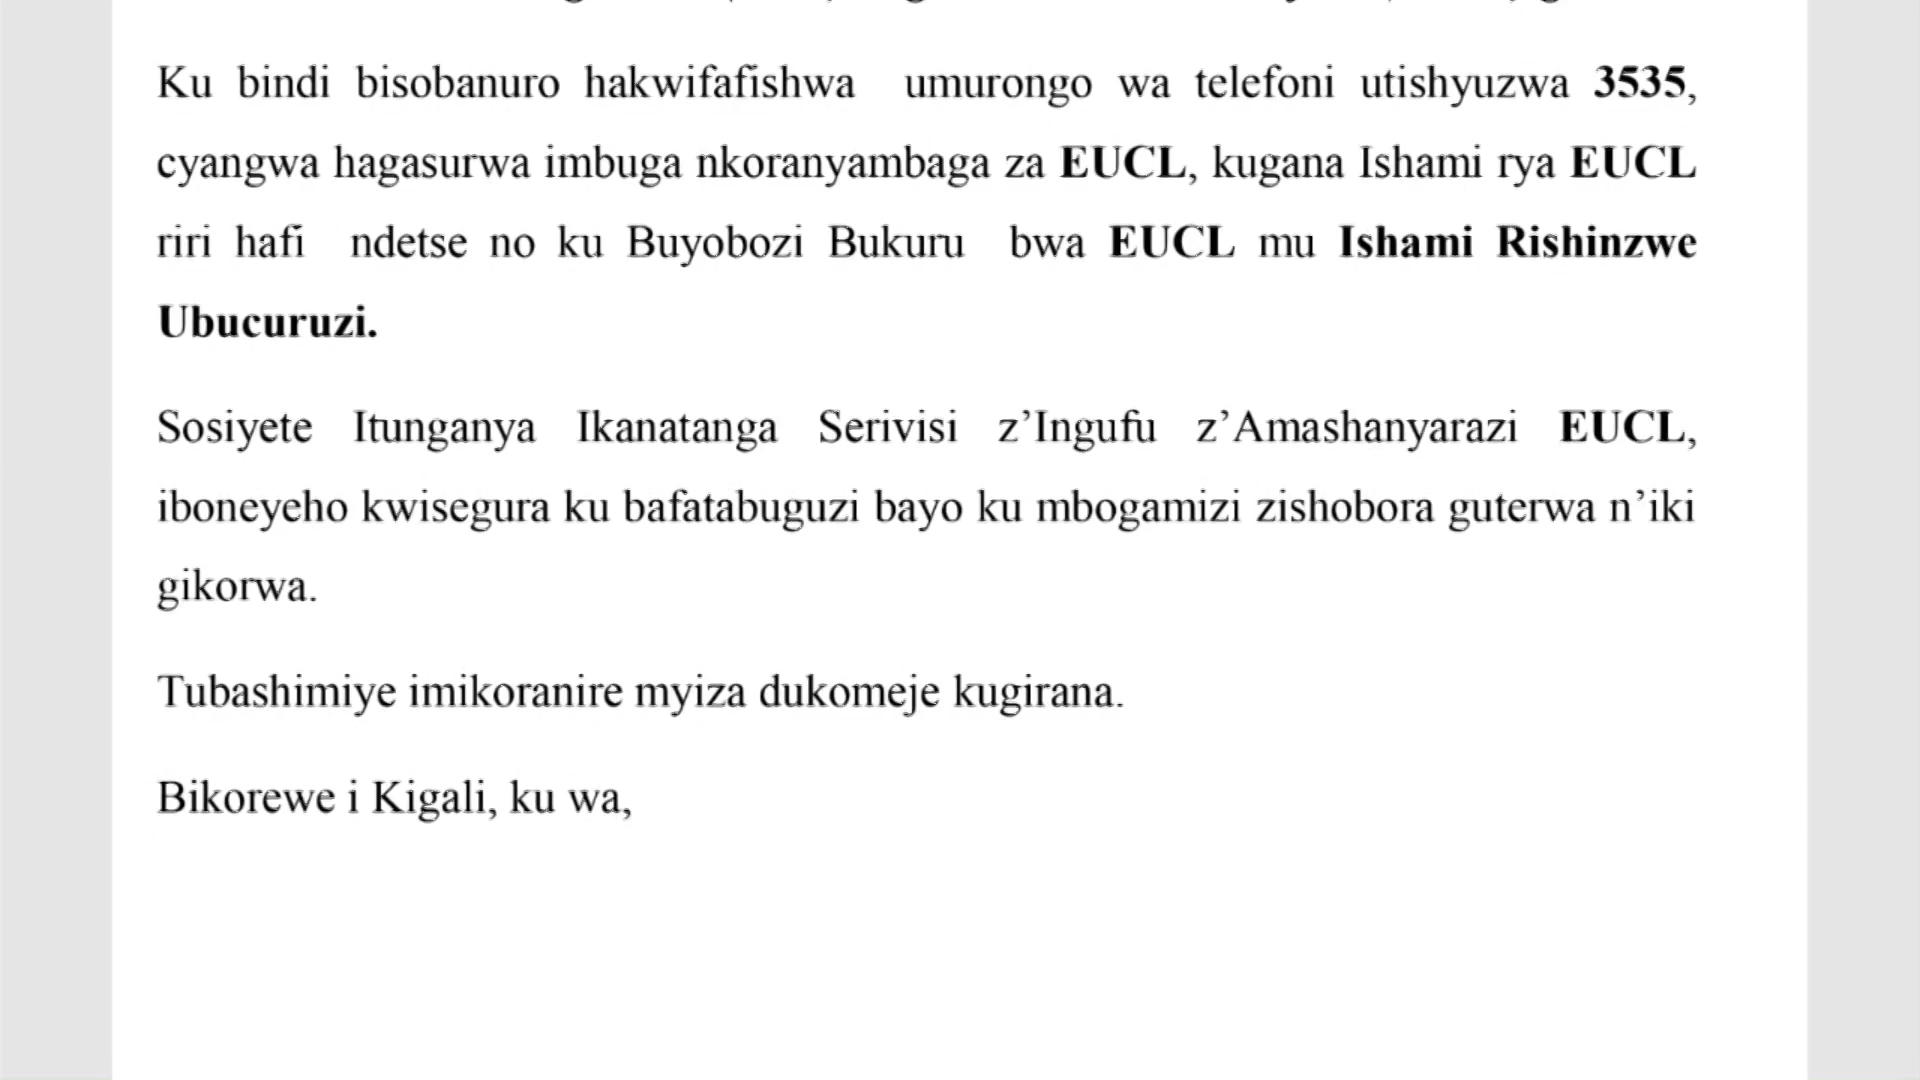 Ku bindi bisobanuro hakwifafishwa umurongo wa telefoni utishyuzwa 3535,
cyangwa hagasurwa imbuga nkoranyambaga za EUCL, kugana Ishami rya EUCL
riri hafi ndetse no ku Buyobozi Bukuru bwa EUCL mu Ishami Rishinzwe
Ubucuruzi.
Sosiyete Itunganya Ikanatanga Serivisi z’Ingufu z’Amashanyarazi EUCL,
iboneyeho kwisegura ku bafatabuguzi bayo ku mbogamizi zishobora guterwa n’iki
gikorwa.
Tubashimiye imikoranire myiza dukomeje kugirana.
Bikorewe i Kigali, ku wa,